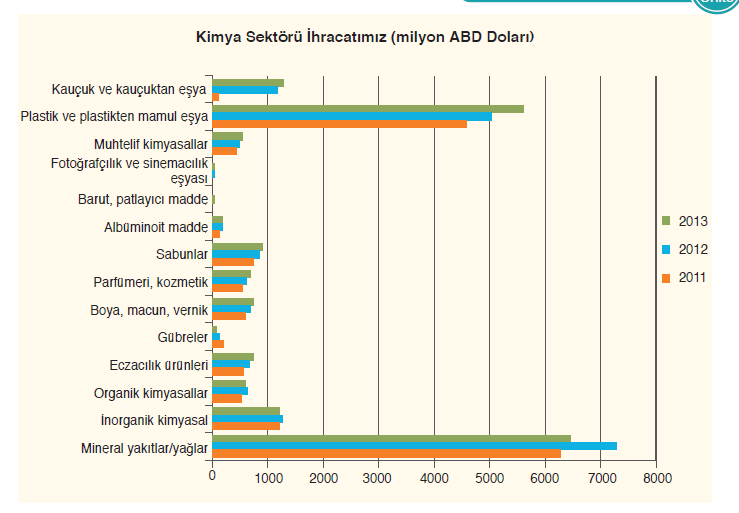 Kimya Sektörü İhracatımız (milyon ABD Doları)
Kauçuk ve kauçuktan eşya
Plastik ve plastikten mamul eşya
Muhtelif kimyasallar
Fotoğrafçılık ve sinemacılık
eşyası
Barut, patlayıcı madde
Albüminoit madde
Sabunlar
Parfümeri, kozmetik
Boya, macun, vernik
Gübreler
Eczacılık ürünleri
Organik kimyasallar
İnorganik kimyasal
Mineral yakıtlar/yağlar
0 1000 2000 3000 4000 5000 6000 7000 8000
2013
2012
2011